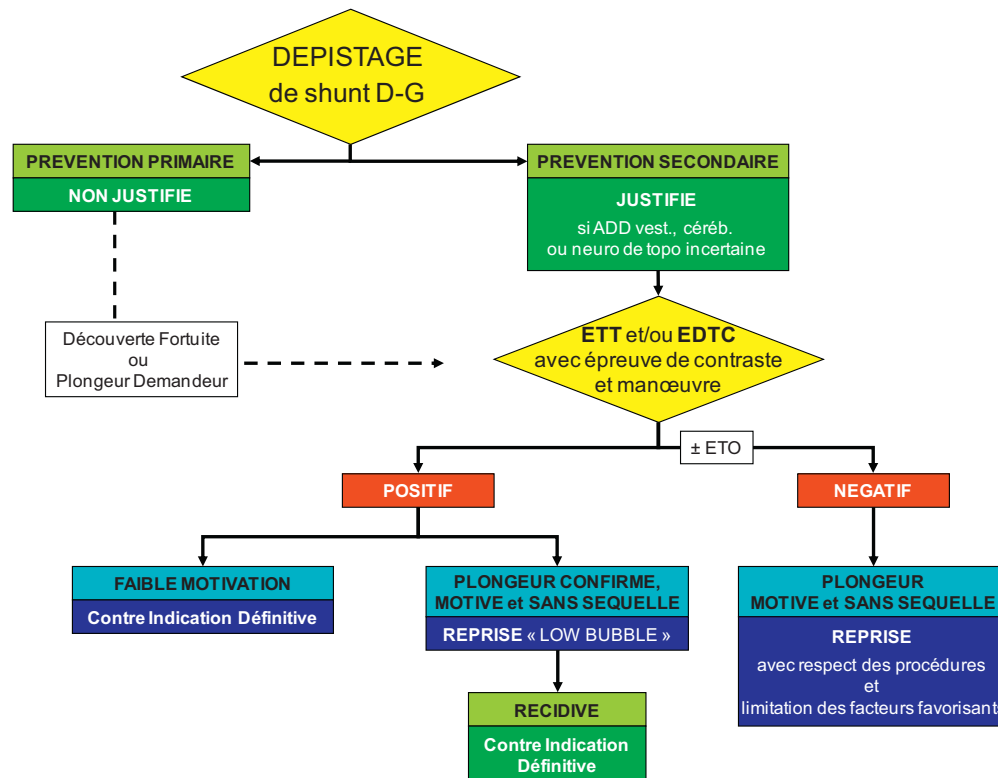 DEPISTAGE
de shunt D-G
PREVENTION PRIMAIRE
NON JUSTIFIE
PREVENTION SECONDAIRE
JUSTIFIE
si ADD vest., céréb.
ou neuro de topo incertaine
Découverte Fortuite
ou
Plongeur Demandeur
ETT et/ou EDTC
avec épreuve de contraste
et manœuvre
± ETO
POSITIF
NEGATIF
FAIBLE MOTIVATION
Contre Indication Définitive
PLONGEUR CONFIRME,
MOTIVE et SANS SEQUELLE
REPRISE « LOW BUBBLE »
PLONGEUR
MOTIVE et SANS SEQUELLE
REPRISE
avec respect des procédures
et
limitation des facteurs favorisants
RECIDIVE
Contre Indication
Définitive